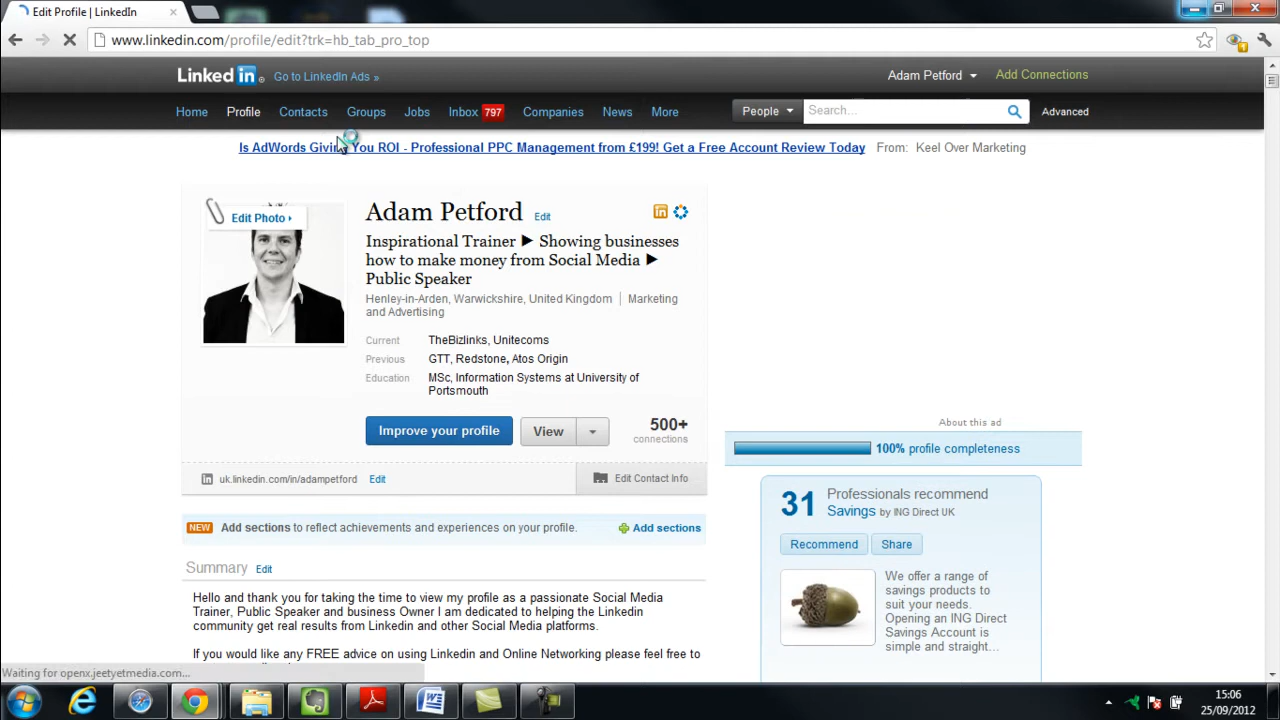 Edit Profile | LinkedIn
www.linkedin.com/profile/edit?trk=hb_tab_pro_top
Linked in Go to LinkedIn Ads » Adam Petford Add Connections
Home Profile Contacts Groups Jobs Inbox 797 Companies News More People Search... Advanced
Is AdWords Giving You ROI - Professional PPC Management from £199! Get a Free Account Review Today From: Keel Over Marketing
Edit Photo
Adam Petford Edit
Inspirational Trainer ► Showing businesses
how to make money from Social Media ►
Public Speaker
Henley-in-Arden, Warwickshire, United Kingdom | Marketing
and Advertising
Current TheBizlinks, Unitecoms
Previous GTT, Redstone, Atos Origin
Education MSc, Information Systems at University of
Portsmouth
Improve your profile View 500+
connections
uk.linkedin.com/in/adampetford Edit Edit Contact Info
NEW Add sections to reflect achievements and experiences on your profile. Add sections
Summary Edit
Hello and thank you for taking the time to view my profile as a passionate Social Media
Trainer, Public Speaker and business Owner I am dedicated to helping the Linkedin
community get real results from Linkedin and other Social Media platforms.
If you would like any FREE advice on using Linkedin and Online Networking please feel free to
About this ad
100% profile completeness
31 Professionals recommend
Savings by ING Direct UK
Recommend Share
We offer a range of
savings products to
suit your needs.
Opening an ING Direct
Savings Account is
simple and straight...
Waiting for openx.jeetyetmedia.com...
15:06
25/09/2012